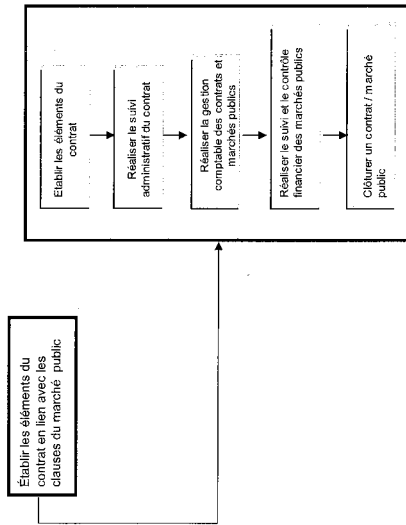 Établir les éléments du
contrat en lien avec les
clauses du marché public
Etablir les éléments du
contrat
Réaliser le suivi
administratif du contrat
Réaliser la gestion
comptable des contrats et
marchés publics
Réaliser le suivi et le contrôle
financier des marchés publics
Clôturer un contrat / marché
public